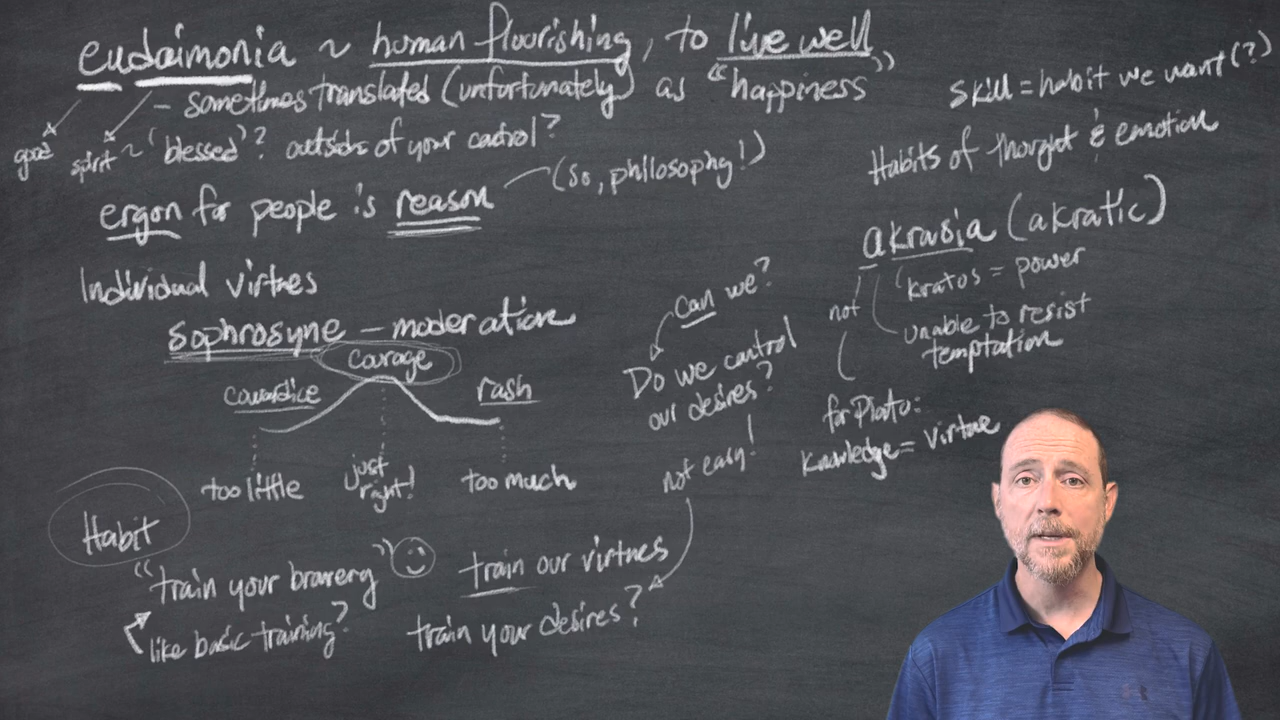 eudaimonia ~ human flourishing, to live well
- sometimes translated (unfortunately) as "happiness"
good
spirit ~ 'blessed'? outside of your control?
ergon for people is reason
(so, philosophy!)
Individual virtues
sophrosyne - moderation
courage
cowardice
rash
too little
just right!
too much
Habit
"train your bravery"
like basic training?
train our virtues
train your desires?
Can we?
Do we control
our desires?
not easy!
skill = habit we want (?)
Habits of thought & emotion
akrasia (akratic)
kratos = power
not
unable to resist
temptation
for Plato:
knowledge = virtue